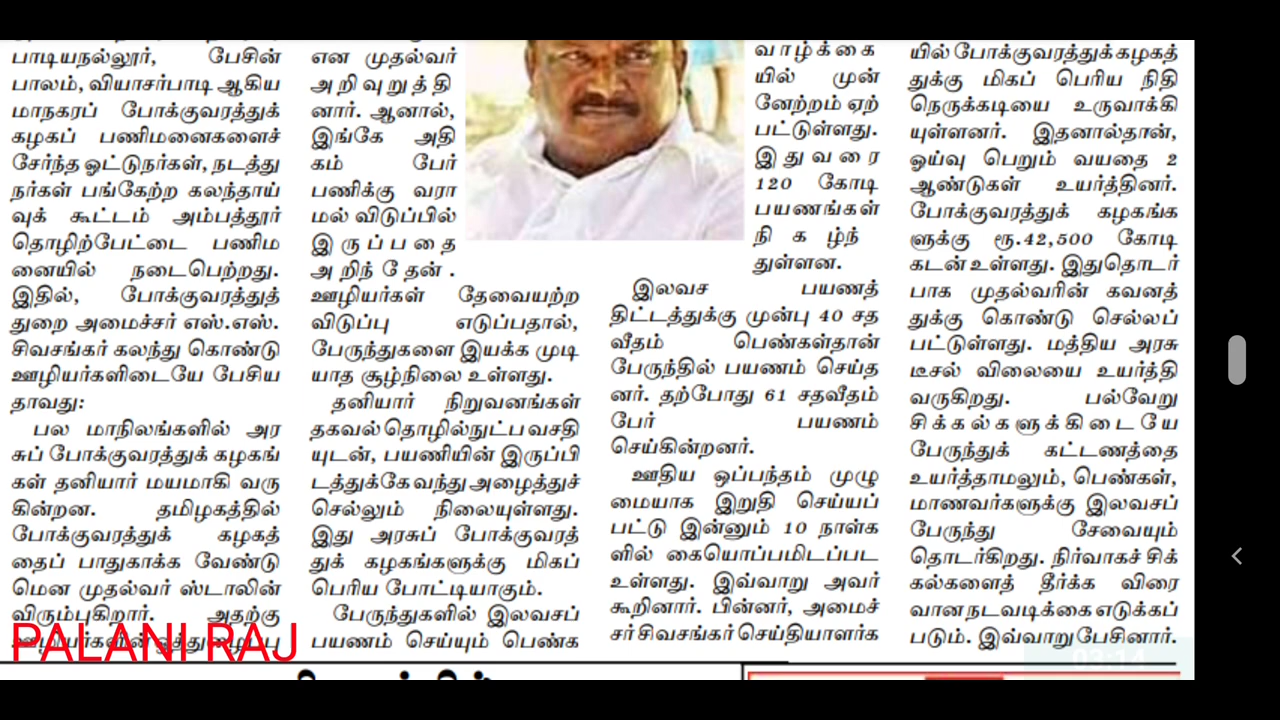 பாடியநல்லூர், பேசின்
பாலம், வியாசர்பாடி ஆகிய
மாநகரப் போக்குவரத்துக்
கழகப் பணிமனைகளைச்
சேர்ந்த ஓட்டுநர்கள், நடத்து
நர்கள் பங்கேற்ற கலந்தாய்
வுக் கூட்டம் அம்பத்தூர்
தொழிற்பேட்டை பணிம
னையில் நடைபெற்றது.
இதில், போக்குவரத்துத்
துறை அமைச்சர் எஸ்.எஸ்.
சிவசங்கர் கலந்து கொண்டு
ஊழியர்களிடையே பேசிய
தாவது:
பல மாநிலங்களில் அர
சுப் போக்குவரத்துக் கழகங்
கள் தனியார் மயமாகி வரு
கின்றன. தமிழகத்தில்
போக்குவரத்துக் கழகத்
தைப் பாதுகாக்க வேண்டு
மென முதல்வர் ஸ்டாலின்
விரும்புகிறார். அதற்கு
ஊழியர்களின் ஒத்துழைப்பு
PALANI RAJ
என முதல்வர்
அறிவுறுத்தி
னார். ஆனால்,
இங்கே அதி
கம் பேர்
பணிக்கு வரா
மல் விடுப்பில்
இருப்பதை
அறிந்தேன்.
ஊழியர்கள் தேவையற்ற
விடுப்பு எடுப்பதால்,
பேருந்துகளை இயக்க முடி
யாத சூழ்நிலை உள்ளது.
தனியார் நிறுவனங்கள்
தகவல் தொழில்நுட்ப வசதி
யுடன், பயணியின் இருப்பி
டத்துக்கே வந்து அழைத்துச்
செல்லும் நிலையுள்ளது.
இது அரசுப் போக்குவரத்
துக் கழகங்களுக்கு மிகப்
பெரிய போட்டியாகும்.
பேருந்துகளில் இலவசப்
பயணம் செய்யும் பெண்க
வாழ்க்கை
யில் முன்
னேற்றம் ஏற்
பட்டுள்ளது.
இதுவரை
120 கோடி
பயணங்கள்
நிகழ்ந்
துள்ளன.
இலவச பயணத்
திட்டத்துக்கு முன்பு 40 சத
வீதம் பெண்கள்தான்
பேருந்தில் பயணம் செய்த
னர். தற்போது 61 சதவீதம்
பேர் பயணம்
செய்கின்றனர்.
ஊதிய ஒப்பந்தம் முழு
மையாக இறுதி செய்யப்
பட்டு இன்னும் 10 நாள்க
ளில் கையொப்பமிடப்பட
உள்ளது. இவ்வாறு அவர்
கூறினார். பின்னர், அமைச்
சர் சிவசங்கர் செய்தியாளர்க
யில் போக்குவரத்துக்கழகத்
துக்கு மிகப் பெரிய நிதி
நெருக்கடியை உருவாக்கி
யுள்ளனர். இதனால்தான்,
ஓய்வு பெறும் வயதை 2
ஆண்டுகள் உயர்த்தினர்.
போக்குவரத்துக் கழகங்க
ளுக்கு ரூ.42,500 கோடி
கடன் உள்ளது. இதுதொடர்
பாக முதல்வரின் கவனத்
துக்கு கொண்டு செல்லப்
பட்டுள்ளது. மத்திய அரசு
டீசல் விலையை உயர்த்தி
வருகிறது. பல்வேறு
சிக்கல்களுக்கிடையே
பேருந்துக் கட்டணத்தை
உயர்த்தாமலும், பெண்கள்,
மாணவர்களுக்கு இலவசப்
பேருந்து சேவையும்
தொடர்கிறது. நிர்வாகச் சிக்
கல்களைத் தீர்க்க விரை
வான நடவடிக்கை எடுக்கப்
படும். இவ்வாறு பேசினார்.
03:14